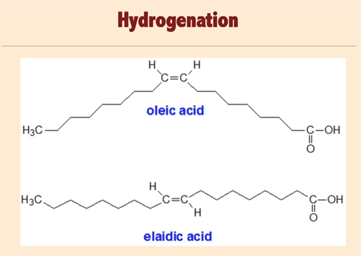 Hydrogenation
H H
C=C
oleic acid
H₃C
C–OH
O
H
H₃C
C=C
C–OH
H
O
elaidic acid